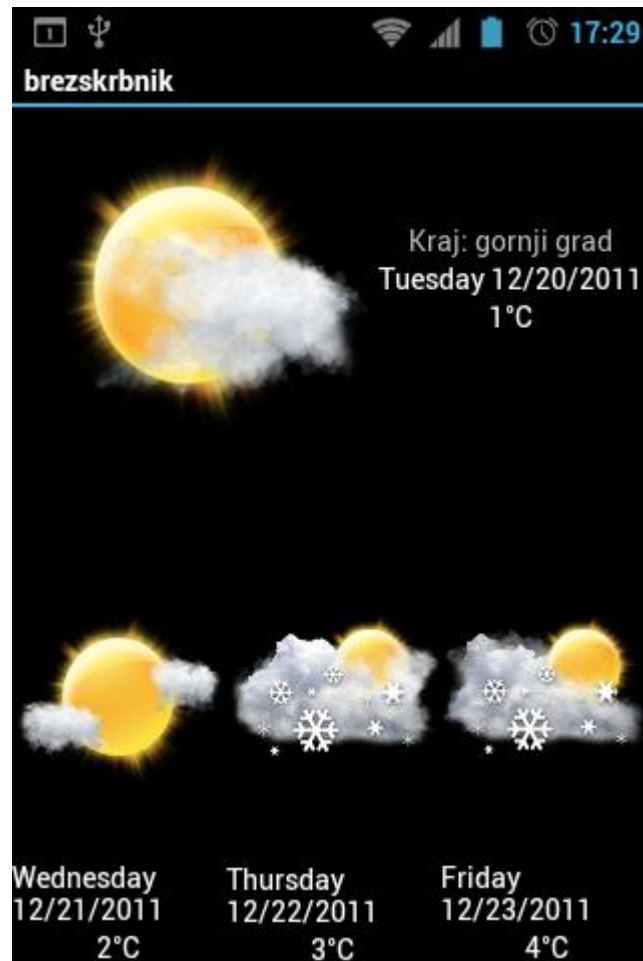 1
17:29
brezskrbnik
Kraj: gornji grad
Tuesday 12/20/2011
1°C
Wednesday
12/21/2011
2°C
Thursday
12/22/2011
3°C
Friday
12/23/2011
4°C